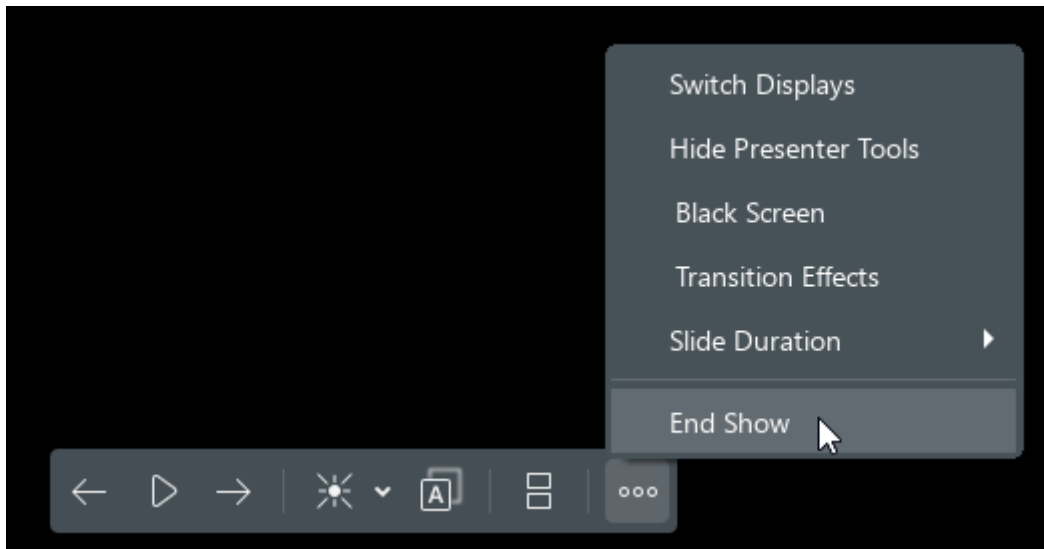 Switch Displays
Hide Presenter Tools
Black Screen
Transition Effects
Slide Duration
End Show
A